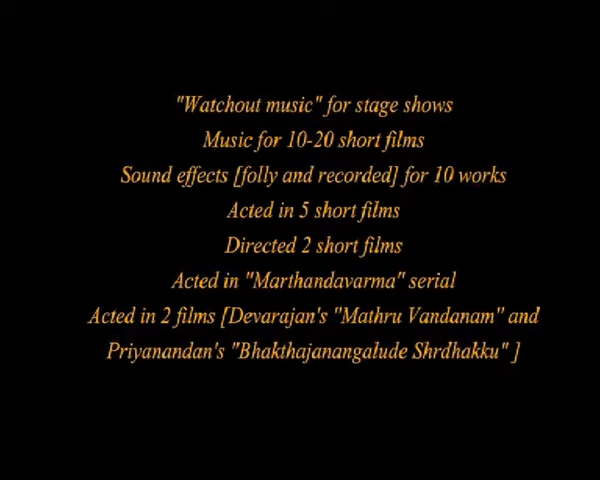 "Watchout music" for stage shows
Music for 10-20 short films
Sound effects [folly and recorded] for 10 works
Acted in 5 short films
Directed 2 short films
Acted in "Marthandavarma" serial
Acted in 2 films [Devarajan's "Mathru Vandanam" and
Priyanandan's "Bhakthajanangalude Shrdhakku" ]